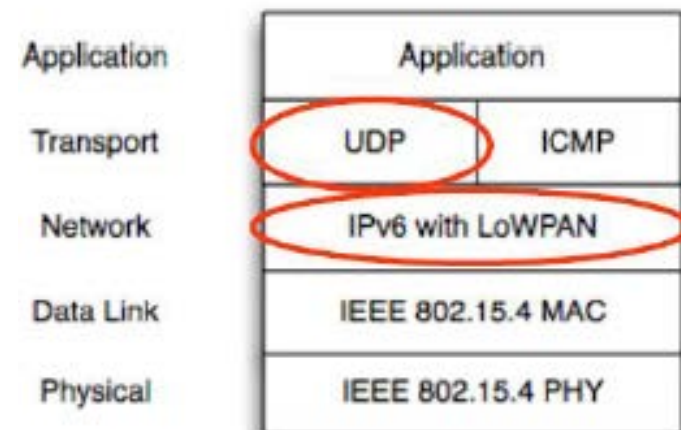 Application Application
Transport UDP ICMP
Network IPv6 with LoWPAN
Data Link IEEE 802.15.4 MAC
Physical IEEE 802.15.4 PHY